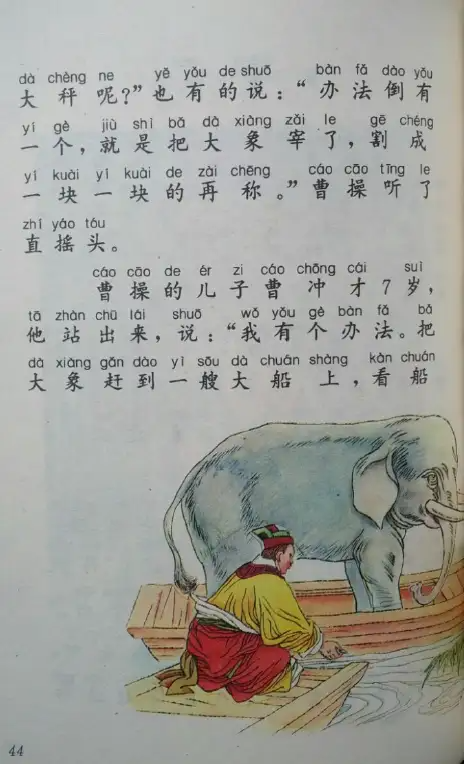 dà chèng ne yě yǒu de shuō bàn fǎ dào yǒu
大秤呢?”也有的说:“办法倒有
yí gè jiù shì bǎ dà xiàng zǎi le gē chéng
一个,就是把大象宰了,割成
yí kuài yí kuài de zài chēng cáo cāo tīng le
一块一块的再称。”曹操听了
zhí yáo tóu
直摇头。
cáo cāo de ér zi cáo chōng cái suì
曹操的儿子曹冲才7岁,
tā zhàn chū lái shuō wǒ yǒu gè bàn fǎ bǎ
他站出来,说:“我有个办法。把
dà xiàng gǎn dào yì sōu dà chuán shàng kàn chuán
大象赶到一艘大船上,看船
44